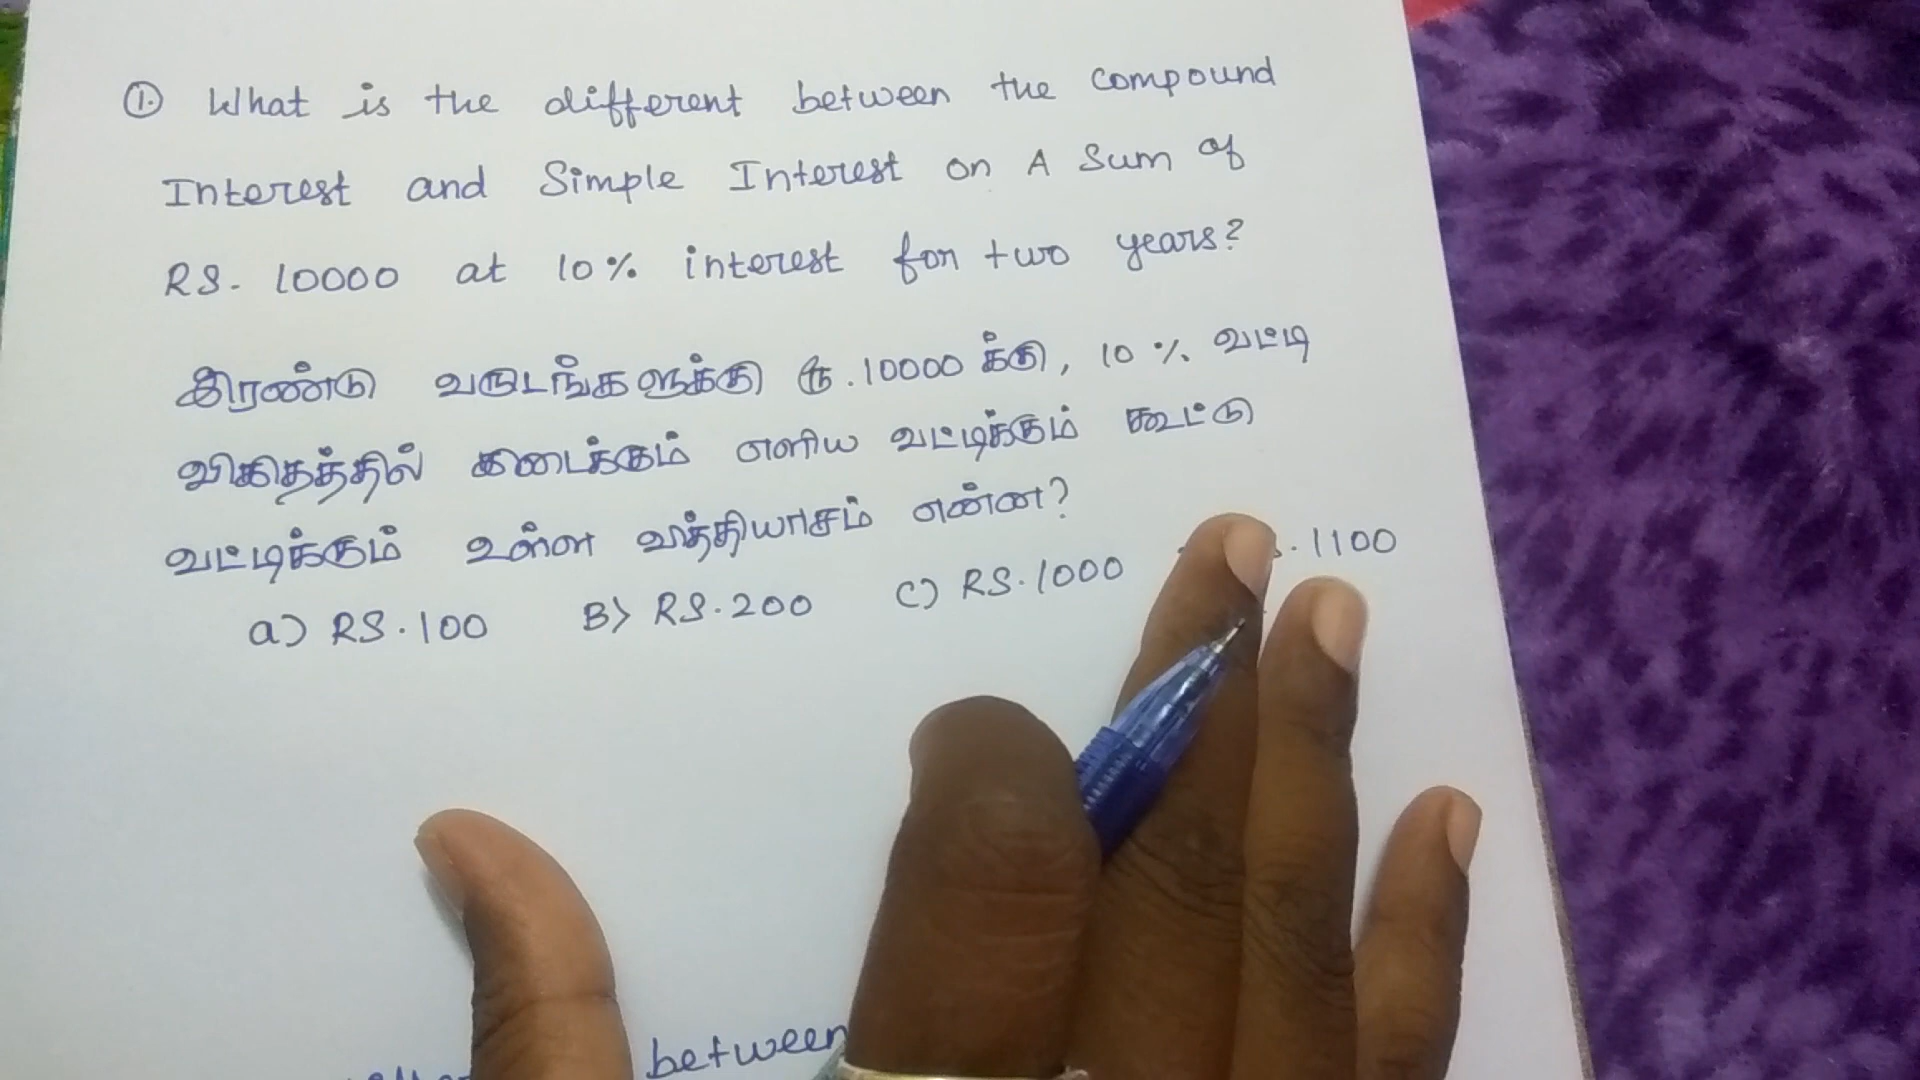 ①. What is the different between the compound
Interest and Simple Interest on A Sum of
RS. 10000 at 10% interest for two years?
இரண்டு வருடங்களுக்கு ரூ.10000 க்கு, 10 % வட்டி
விகிதத்தில் கிடைக்கும் எளிய வட்டிக்கும் கூட்டு
வட்டிக்கும் உள்ள வித்தியாசம் என்ன?
a) RS.100 B) RS.200 C) RS.1000 .1100
between